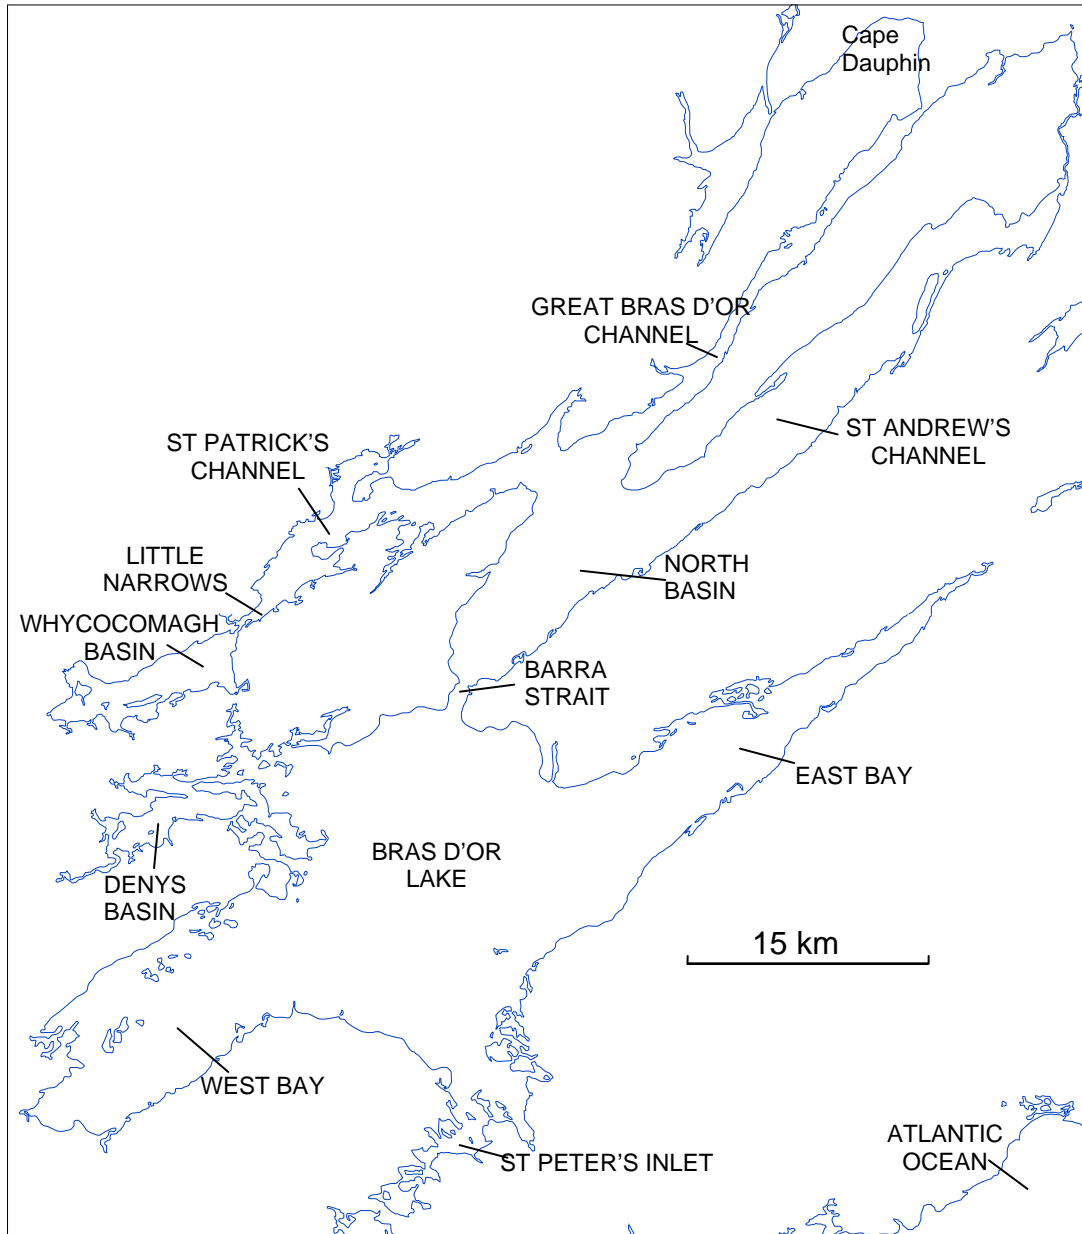 Cape
Dauphin
GREAT BRAS D'OR
CHANNEL
ST PATRICK'S
CHANNEL
ST ANDREW'S
CHANNEL
LITTLE
NARROWS
NORTH
BASIN
WHYCOCOMAGH
BASIN
BARRA
STRAIT
EAST BAY
BRAS D'OR
LAKE
DENYS
BASIN
15 km
WEST BAY
ATLANTIC
OCEAN
ST PETER'S INLET